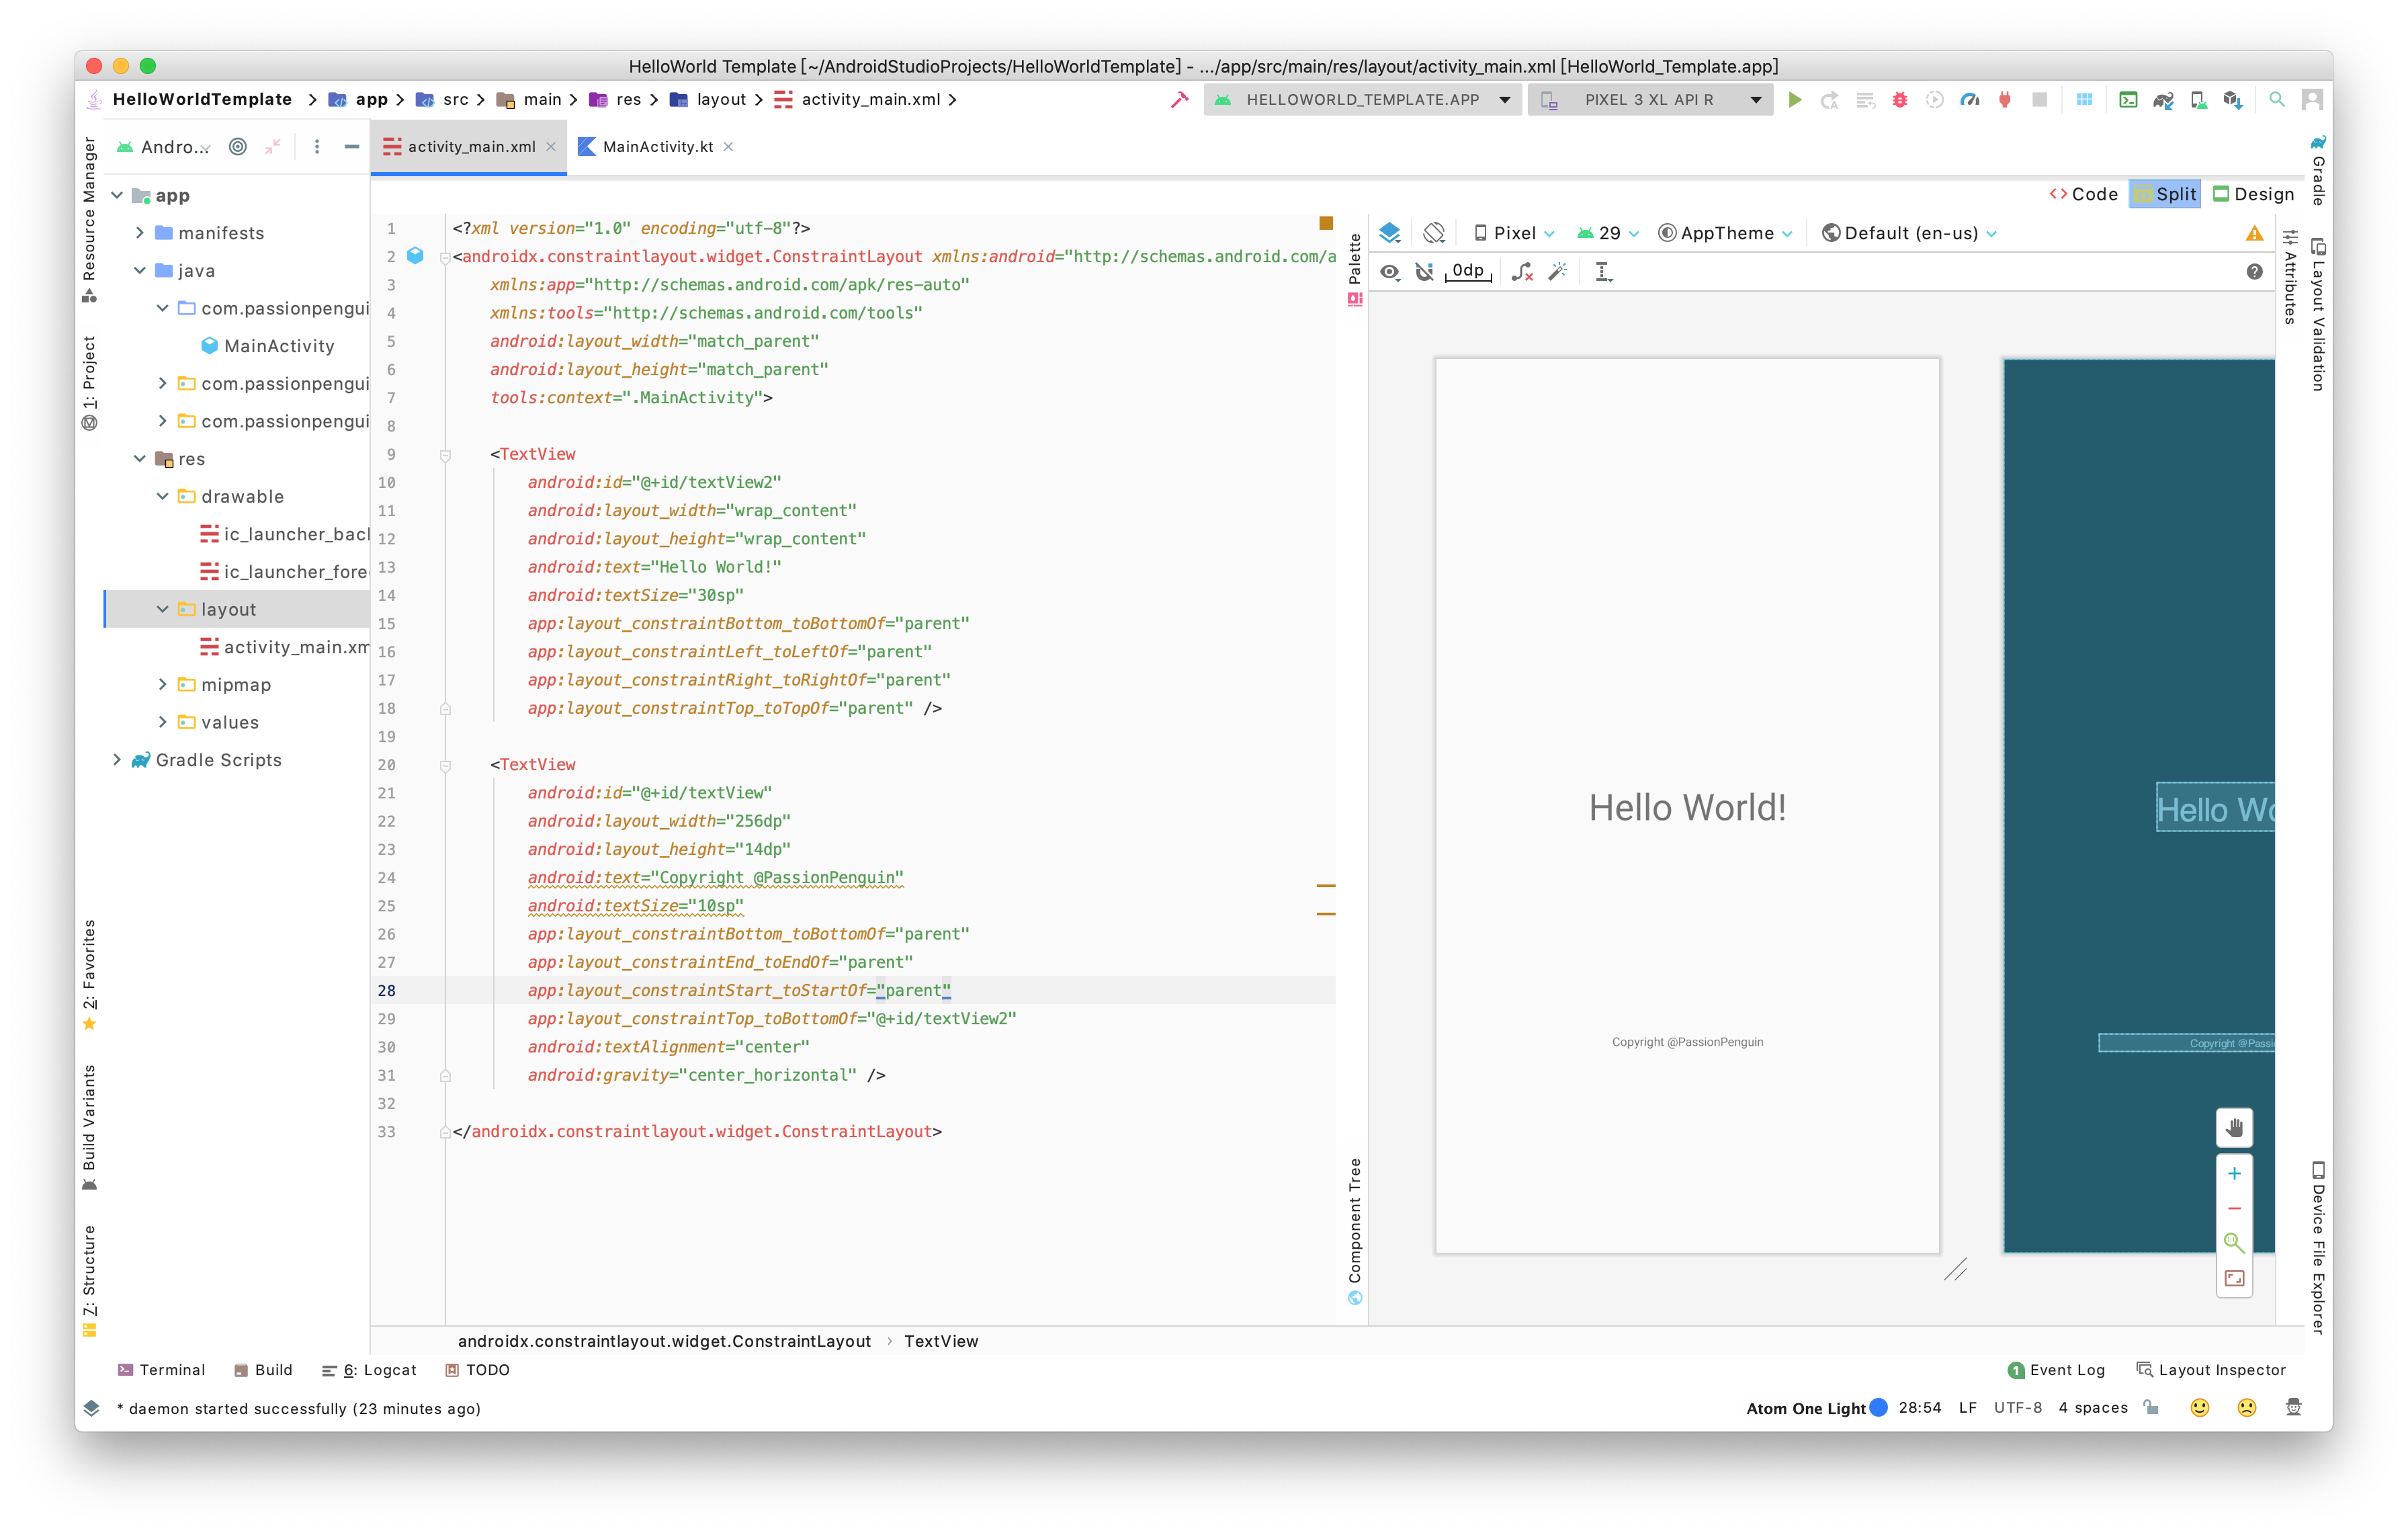 HelloWorld Template [~/AndroidStudioProjects/HelloWorldTemplate] - .../app/src/main/res/layout/activity_main.xml [HelloWorld_Template.app]
HelloWorldTemplate app src main res layout activity_main.xml
HELLOWORLD_TEMPLATE.APP PIXEL 3 XL API R
Resource Manager
1: Project
2: Favorites
Build Variants
7: Structure
Andro...
activity_main.xml
MainActivity.kt
app
manifests
java
com.passionpengui
MainActivity
com.passionpengui
com.passionpengui
res
drawable
ic_launcher_bacl
ic_launcher_fore
layout
activity_main.xm
mipmap
values
Gradle Scripts
Code Split Design
1 <?xml version="1.0" encoding="utf-8"?>
2 <androidx.constraintlayout.widget.ConstraintLayout xmlns:android="http://schemas.android.com/a
3 xmlns:app="http://schemas.android.com/apk/res-auto"
4 xmlns:tools="http://schemas.android.com/tools"
5 android:layout_width="match_parent"
6 android:layout_height="match_parent"
7 tools:context=".MainActivity">
8
9 <TextView
10 android:id="@+id/textView2"
11 android:layout_width="wrap_content"
12 android:layout_height="wrap_content"
13 android:text="Hello World!"
14 android:textSize="30sp"
15 app:layout_constraintBottom_toBottomOf="parent"
16 app:layout_constraintLeft_toLeftOf="parent"
17 app:layout_constraintRight_toRightOf="parent"
18 app:layout_constraintTop_toTopOf="parent" />
19
20 <TextView
21 android:id="@+id/textView"
22 android:layout_width="256dp"
23 android:layout_height="14dp"
24 android:text="Copyright @PassionPenguin"
25 android:textSize="10sp"
26 app:layout_constraintBottom_toBottomOf="parent"
27 app:layout_constraintEnd_toEndOf="parent"
28 app:layout_constraintStart_toStartOf="parent"
29 app:layout_constraintTop_toBottomOf="@+id/textView2"
30 android:textAlignment="center"
31 android:gravity="center_horizontal" />
32
33 </androidx.constraintlayout.widget.ConstraintLayout>
Palette
Component Tree
Pixel 29 AppTheme Default (en-us)
0dp
Hello World!
Copyright @PassionPenguin
Hello Wo
Copyright @Passi
Attributes
Gradle
Layout Validation
Device File Explorer
androidx.constraintlayout.widget.ConstraintLayout › TextView
Terminal Build 6: Logcat TODO
1 Event Log Layout Inspector
* daemon started successfully (23 minutes ago)
Atom One Light 28:54 LF UTF-8 4 spaces